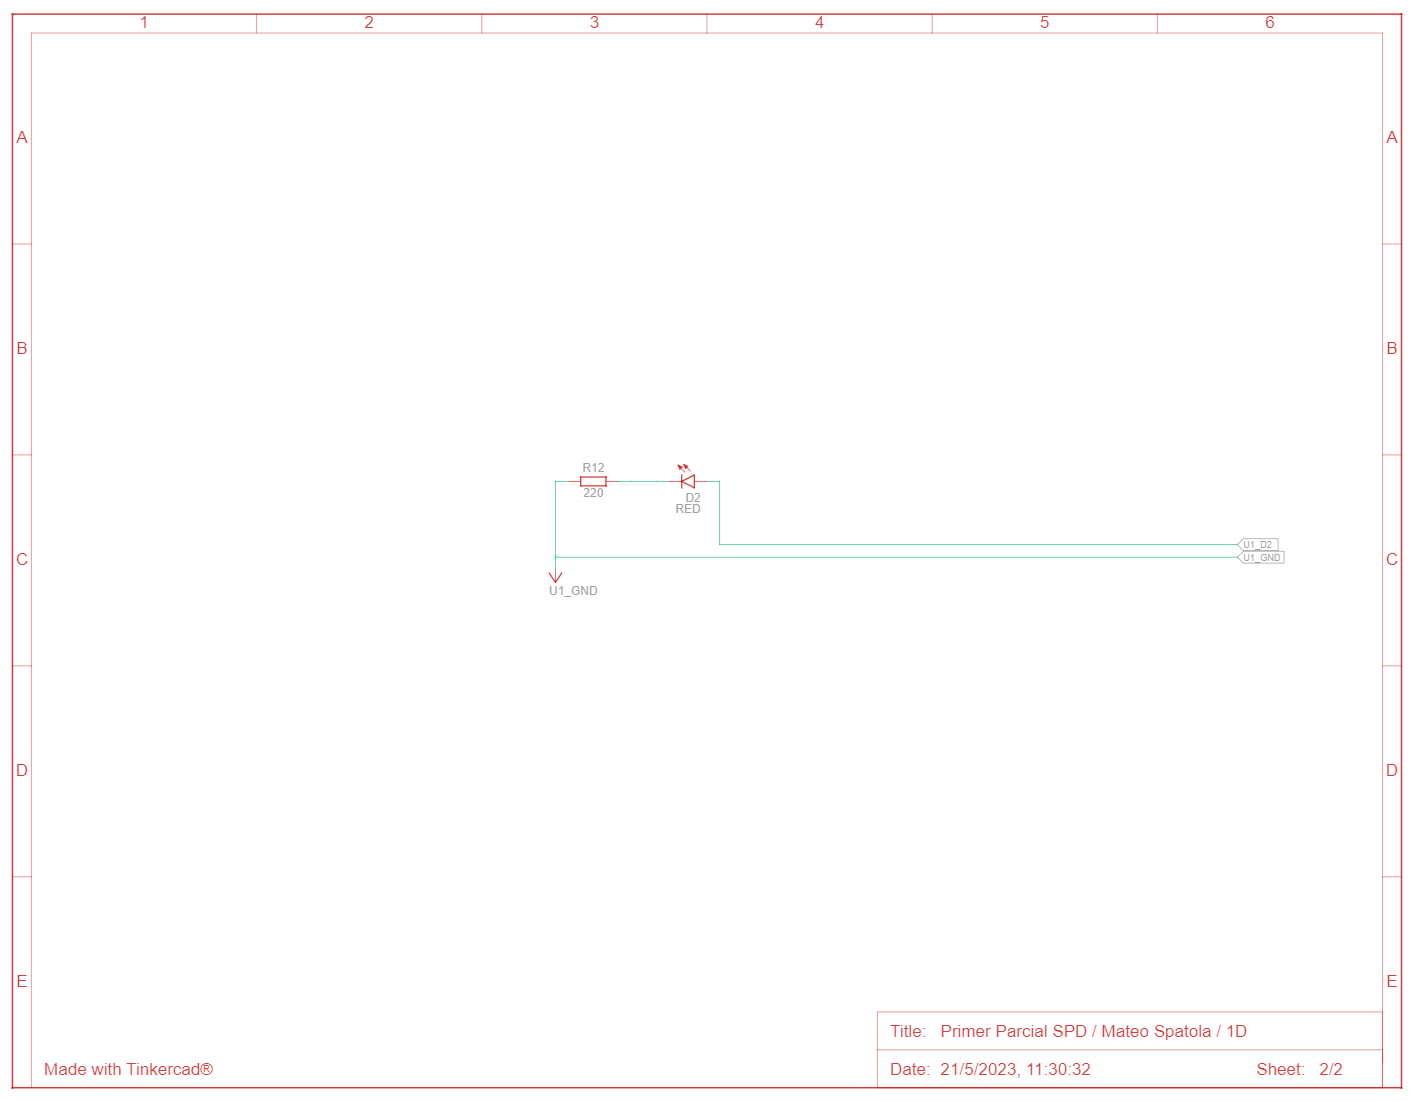 1 2 3 4 5 6
A A
B B
R12
220
D2
RED
U1_D2
C U1_GND C
U1_GND
D D
E E
Title: Primer Parcial SPD / Mateo Spatola / 1D
Made with Tinkercad® Date: 21/5/2023, 11:30:32 Sheet: 2/2